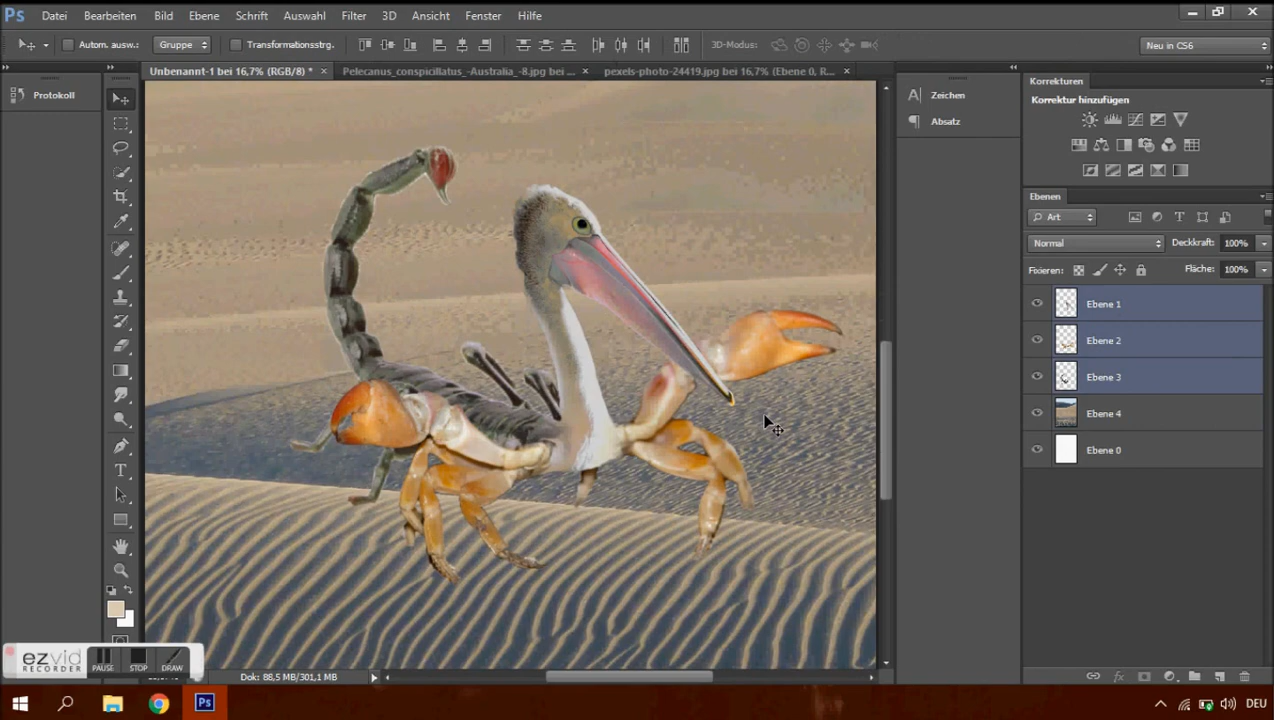 Ps Datei Bearbeiten Bild Ebene Schrift Auswahl Filter 3D Ansicht Fenster Hilfe
Autom. ausw.: Gruppe Transformationsstrg. 3D-Modus: Neu in CS6
Unbenannt-1 bei 16,7% (RGB/8) * × Pelecanus_conspicillatus_-Australia_-8.jpg bei ... × pexels-photo-24419.jpg bei 16,7% (Ebene 0, R... ×
Protokoll
Zeichen
Absatz
Korrekturen
Korrektur hinzufügen
Ebenen
Art
Normal Deckkraft: 100%
Fixieren: Fläche: 100%
Ebene 1
Ebene 2
Ebene 3
Ebene 4
Ebene 0
ezvid
RECORDER
PAUSE STOP DRAW
Dok: 88,5 MB/301,1 MB
Ps
DEU